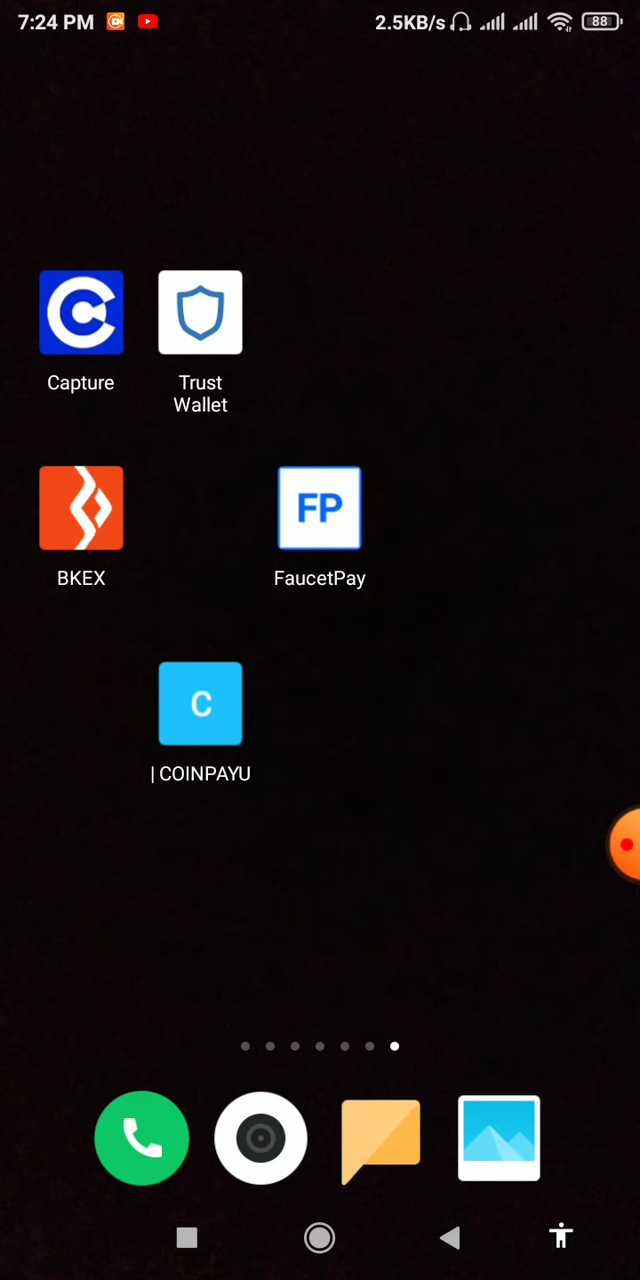 7:24 PM
2.5KB/s
88
Capture
Trust
Wallet
BKEX
FP
FaucetPay
C
| COINPAYU